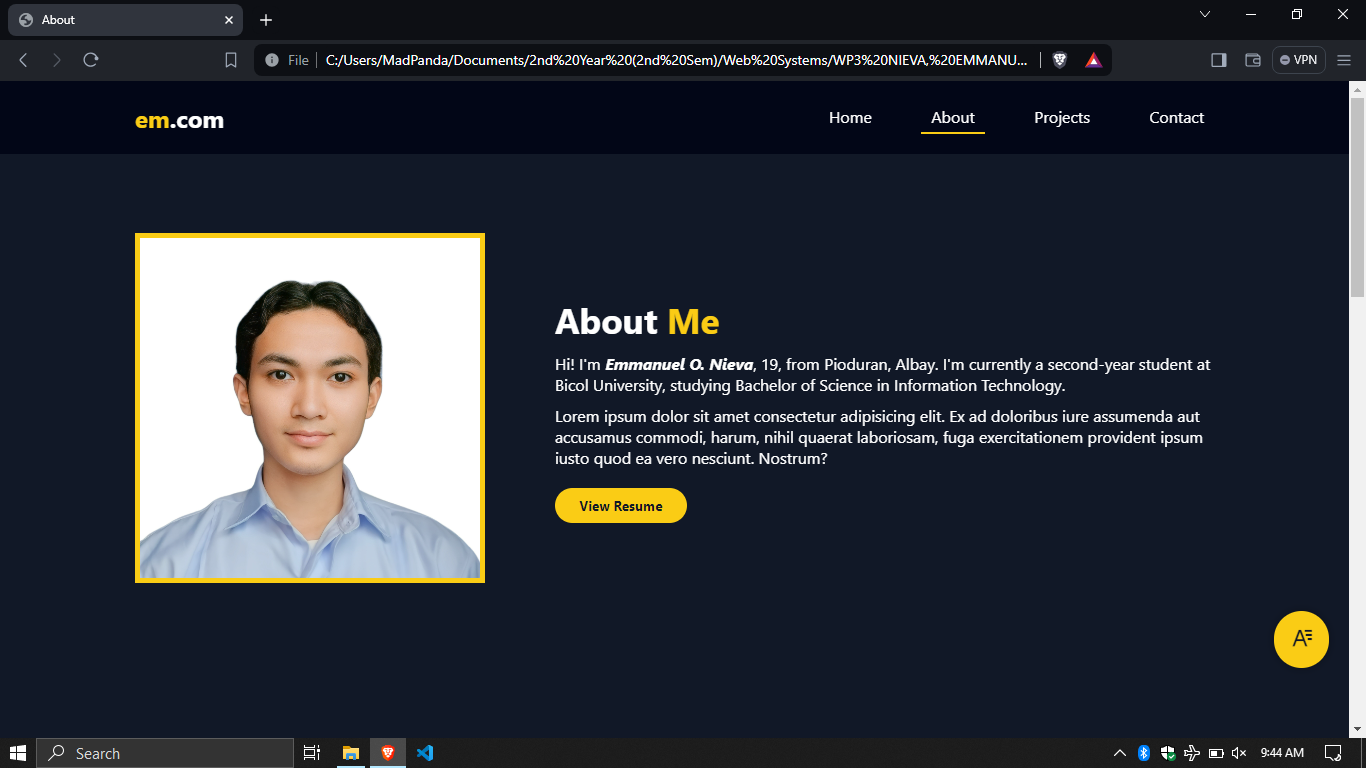 About
File
C:/Users/MadPanda/Documents/2nd%20Year%20(2nd%20Sem)/Web%20Systems/WP3%20NIEVA,%20EMMANU...
VPN
em.com
Home
About
Projects
Contact
About Me
Hi! I'm Emmanuel O. Nieva, 19, from Pioduran, Albay. I'm currently a second-year student at
Bicol University, studying Bachelor of Science in Information Technology.
Lorem ipsum dolor sit amet consectetur adipisicing elit. Ex ad doloribus iure assumenda aut
accusamus commodi, harum, nihil quaerat laboriosam, fuga exercitationem provident ipsum
iusto quod ea vero nesciunt. Nostrum?
View Resume
A
Search
9:44 AM